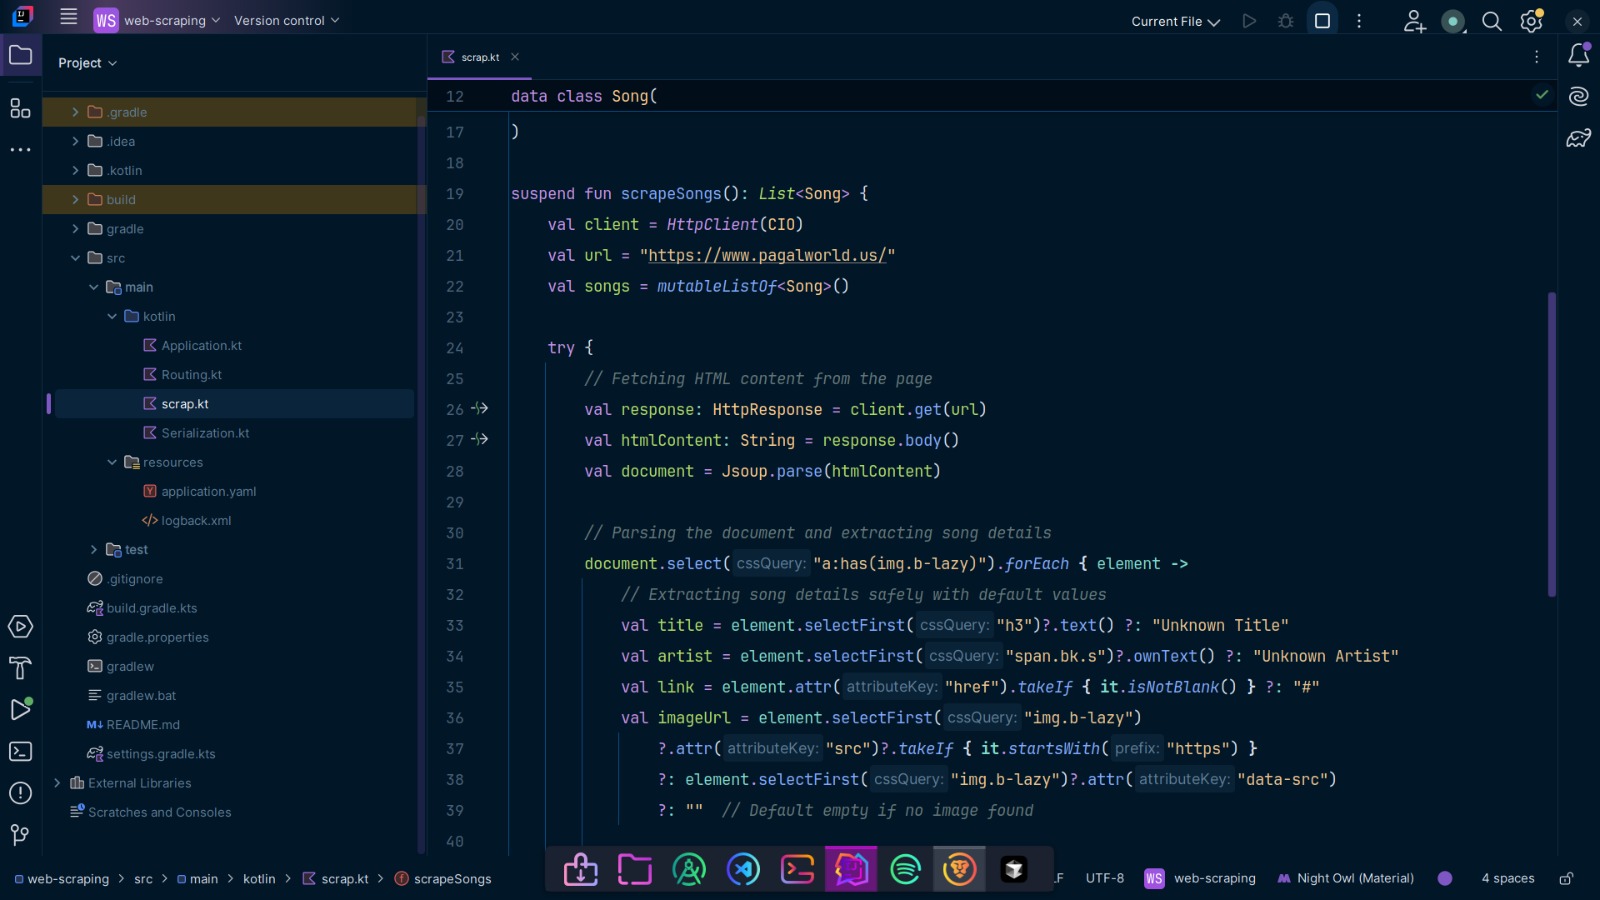 WS web-scraping Version control
Current File
Project
scrap.kt
.gradle
.idea
.kotlin
build
gradle
src
main
kotlin
Application.kt
Routing.kt
scrap.kt
Serialization.kt
resources
application.yaml
logback.xml
test
.gitignore
build.gradle.kts
gradle.properties
gradlew
gradlew.bat
README.md
settings.gradle.kts
External Libraries
Scratches and Consoles
12 data class Song(
17 )
18
19 suspend fun scrapeSongs(): List<Song> {
20 val client = HttpClient(CIO)
21 val url = "https://www.pagalworld.us/"
22 val songs = mutableListOf<Song>()
23
24 try {
25 // Fetching HTML content from the page
26 val response: HttpResponse = client.get(url)
27 val htmlContent: String = response.body()
28 val document = Jsoup.parse(htmlContent)
29
30 // Parsing the document and extracting song details
31 document.select( cssQuery: "a:has(img.b-lazy)").forEach { element ->
32 // Extracting song details safely with default values
33 val title = element.selectFirst( cssQuery: "h3")?.text() ?: "Unknown Title"
34 val artist = element.selectFirst( cssQuery: "span.bk.s")?.ownText() ?: "Unknown Artist"
35 val link = element.attr( attributeKey: "href").takeIf { it.isNotBlank() } ?: "#"
36 val imageUrl = element.selectFirst( cssQuery: "img.b-lazy")
37 ?.attr( attributeKey: "src")?.takeIf { it.startsWith( prefix: "https") }
38 ?: element.selectFirst( cssQuery: "img.b-lazy")?.attr( attributeKey: "data-src")
39 ?: "" // Default empty if no image found
40
web-scraping > src > main > kotlin > scrap.kt > scrapeSongs
UTF-8 WS web-scraping Night Owl (Material) 4 spaces